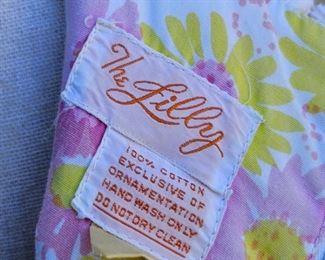 The Lilly
100% COTTON
EXCLUSIVE OF
ORNAMENTATION
HAND WASH ONLY
DO NOT DRY CLEAN